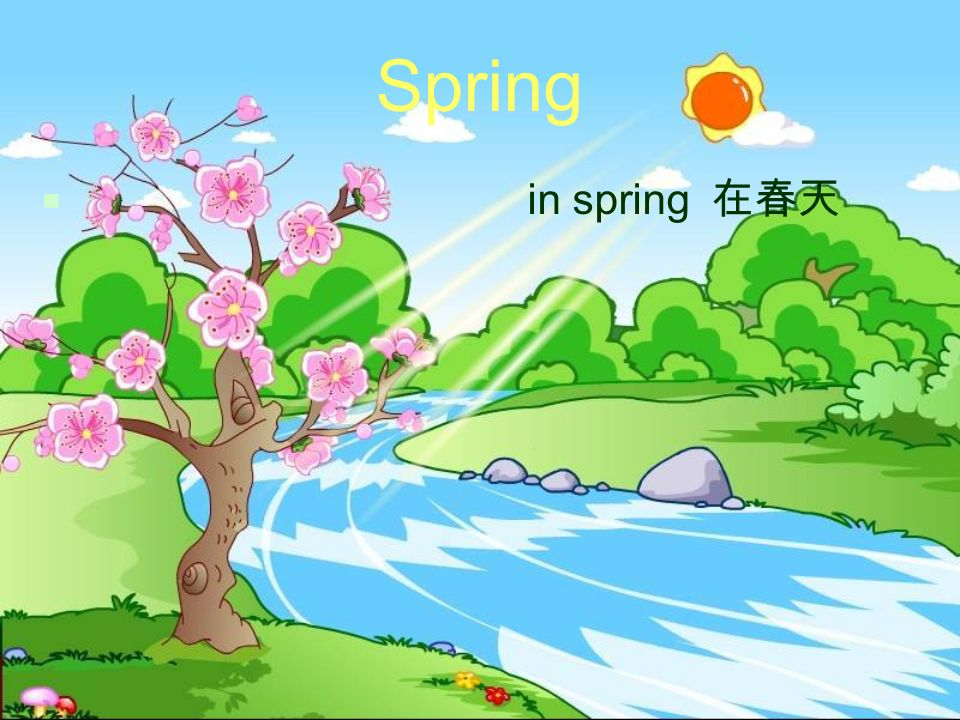 Spring
in spring 在春天